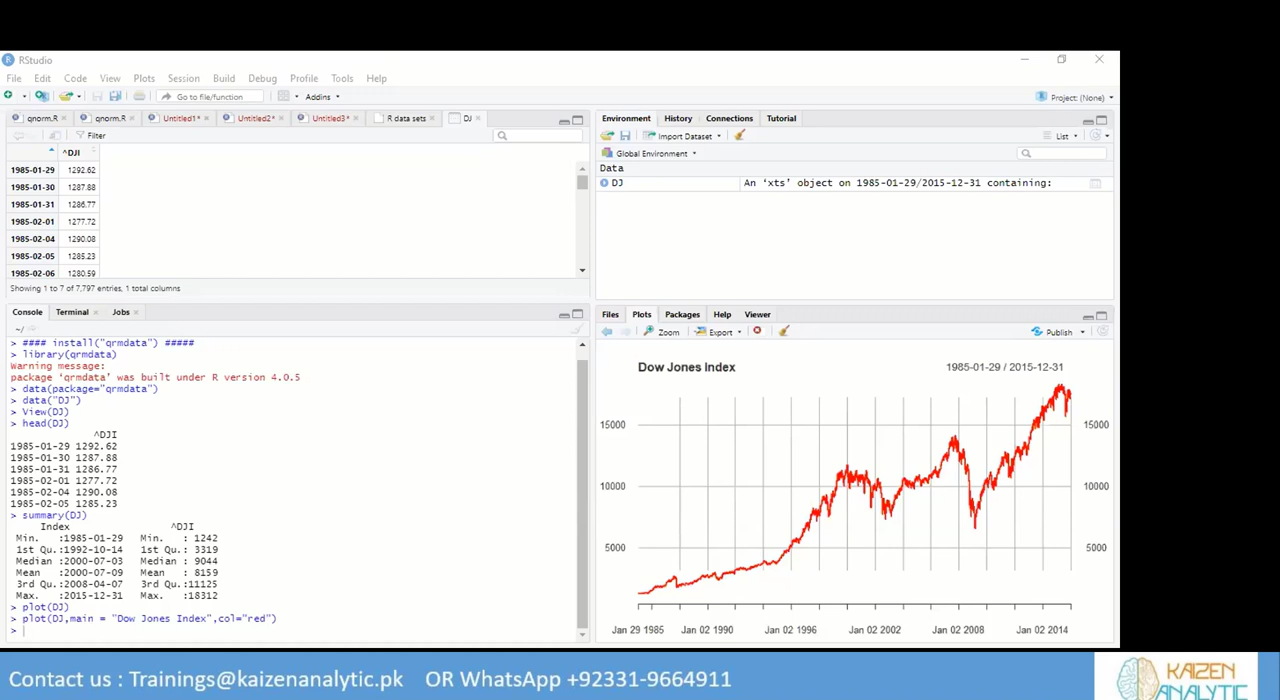 RStudio
File Edit Code View Plots Session Build Debug Profile Tools Help
Go to file/function Addins
Project: (None)
qnorm.R qnorm.R Untitled1* Untitled2* Untitled3* R data sets DJ
Filter
^DJI
1985-01-29 1292.62
1985-01-30 1287.88
1985-01-31 1286.77
1985-02-01 1277.72
1985-02-04 1290.08
1985-02-05 1285.23
1985-02-06 1280.59
Showing 1 to 7 of 7,797 entries, 1 total columns
Environment History Connections Tutorial
Import Dataset List
Global Environment
Data
DJ An ‘xts’ object on 1985-01-29/2015-12-31 containing:
Console Terminal Jobs
~/
> #### install("qrmdata") #####
> library(qrmdata)
Warning message:
package ‘qrmdata’ was built under R version 4.0.5
> data(package="qrmdata")
> data("DJ")
> View(DJ)
> head(DJ)
^DJI
1985-01-29 1292.62
1985-01-30 1287.88
1985-01-31 1286.77
1985-02-01 1277.72
1985-02-04 1290.08
1985-02-05 1285.23
> summary(DJ)
Index ^DJI
Min. :1985-01-29 Min. : 1242
1st Qu.:1992-10-14 1st Qu.: 3319
Median :2000-07-03 Median : 9044
Mean :2000-07-09 Mean : 8159
3rd Qu.:2008-04-07 3rd Qu.:11125
Max. :2015-12-31 Max. :18312
> plot(DJ)
> plot(DJ,main = "Dow Jones Index",col="red")
>
Files Plots Packages Help Viewer
Zoom Export Publish
Dow Jones Index 1985-01-29 / 2015-12-31
15000 15000
10000 10000
5000 5000
Jan 29 1985 Jan 02 1990 Jan 02 1996 Jan 02 2002 Jan 02 2008 Jan 02 2014
Contact us : Trainings@kaizenanalytic.pk OR WhatsApp +92331-9664911
KAIZEN
ANALYTIC